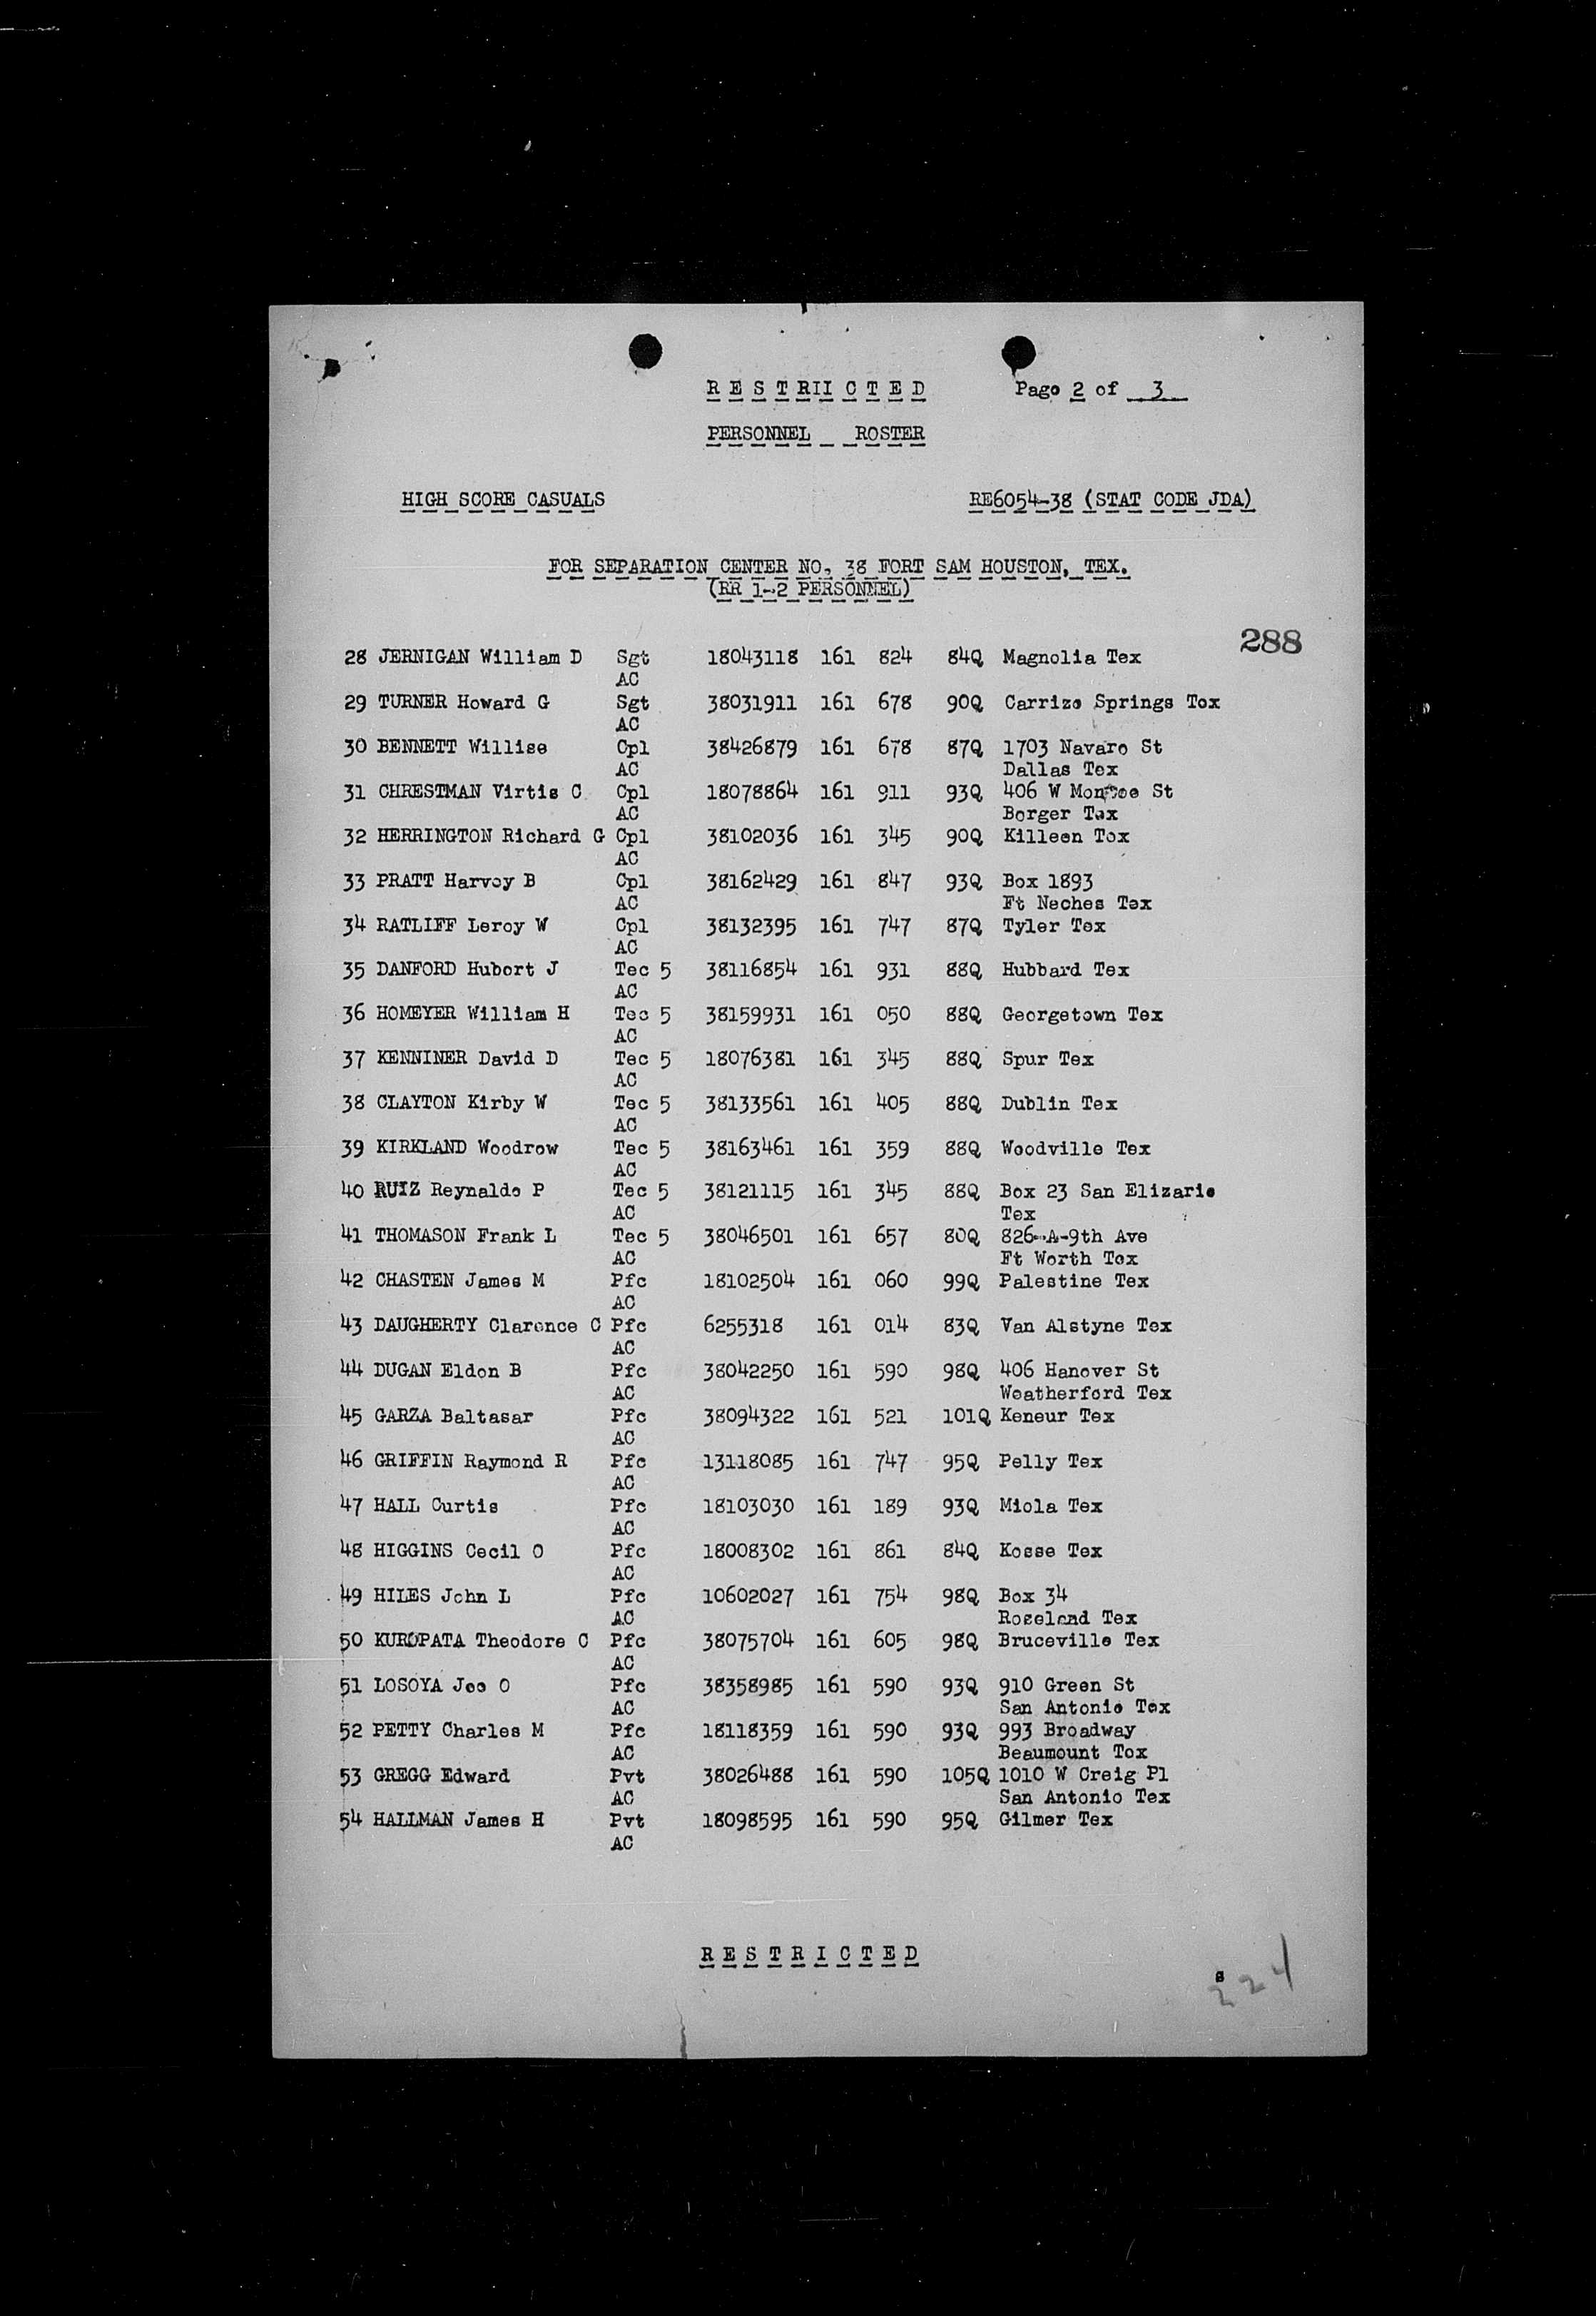 R E S T RII C T E D Page 2 of 3
PERSONNEL ROSTER
HIGH SCORE CASUALS RE6054-38 (STAT CODE JDA)
FOR SEPARATION CENTER NO. 38 FORT SAM HOUSTON, TEX.
(RR 1-2 PERSONNEL)
288
28 JERNIGAN William D Sgt 18043118 161 824 84Q Magnolia Tex
AC
29 TURNER Howard G Sgt 38031911 161 678 90Q Carrizo Springs Tox
AC
30 BENNETT Willise Cpl 38426879 161 678 87Q 1703 Navaro St
AC Dallas Tex
31 CHRESTMAN Virtis C Cpl 18078864 161 911 93Q 406 W Monroe St
AC Borger Tex
32 HERRINGTON Richard G Cpl 38102036 161 345 90Q Killeen Tox
AC
33 PRATT Harvey B Cpl 38162429 161 847 93Q Box 1893
AC Ft Neches Tex
34 RATLIFF Leroy W Cpl 38132395 161 747 87Q Tyler Tex
AC
35 DANFORD Hubort J Tec 5 38116854 161 931 88Q Hubbard Tex
AC
36 HOMEYER William H Tec 5 38159931 161 050 88Q Georgetown Tex
AC
37 KENNINER David D Tec 5 18076381 161 345 88Q Spur Tex
AC
38 CLAYTON Kirby W Tec 5 38133561 161 405 88Q Dublin Tex
AC
39 KIRKLAND Woodrow Tec 5 38163461 161 359 88Q Woodville Tex
AC
40 RUIZ Reynaldo P Tec 5 38121115 161 345 88Q Box 23 San Elizario
AC Tex
41 THOMASON Frank L Tec 5 38046501 161 657 80Q 826-A-9th Ave
AC Ft Worth Tox
42 CHASTEN James M Pfc 18102504 161 060 99Q Palestine Tex
AC
43 DAUGHERTY Clarence C Pfc 6255318 161 014 83Q Van Alstyne Tex
AC
44 DUGAN Eldon B Pfc 38042250 161 590 98Q 406 Hanover St
AC Weatherford Tex
45 GARZA Baltasar Pfc 38094322 161 521 101Q Keneur Tex
AC
46 GRIFFIN Raymond R Pfc 13118085 161 747 95Q Pelly Tex
AC
47 HALL Curtis Pfc 18103030 161 189 93Q Miola Tex
AC
48 HIGGINS Cecil O Pfc 18008302 161 861 84Q Kosse Tex
AC
49 HILES John L Pfc 10602027 161 754 98Q Box 34
AC Roseland Tex
50 KUROPATA Theodore C Pfc 38075704 161 605 98Q Bruceville Tex
AC
51 LOSOYA Joe O Pfc 38358985 161 590 93Q 910 Green St
AC San Antonio Tex
52 PETTY Charles M Pfc 18118359 161 590 93Q 993 Broadway
AC Beaumount Tox
53 GREGG Edward Pvt 38026488 161 590 105Q 1010 W Creig Pl
AC San Antonio Tex
54 HALLMAN James H Pvt 18098595 161 590 95Q Gilmer Tex
AC
R E S T R I C T E D
224